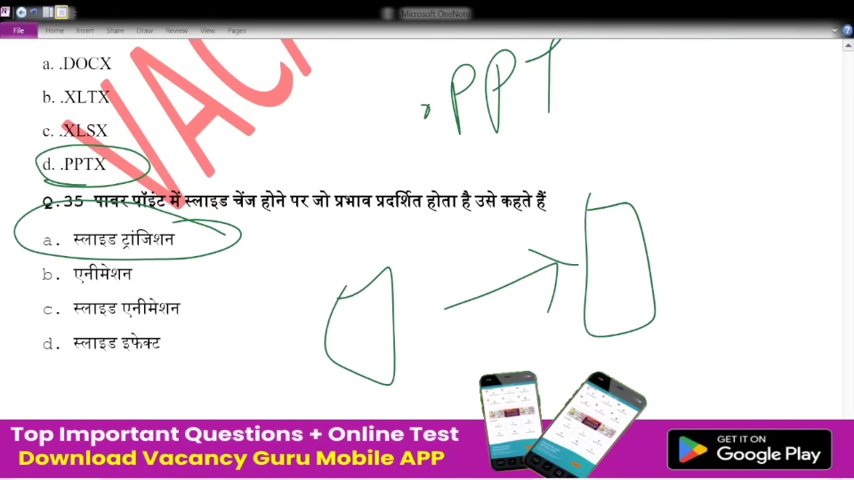 Microsoft OneNote
File Home Insert Share Draw Review View Pages
a. .DOCX
b. .XLTX
c. .XLSX
d. .PPTX
.PPT
VACA
Q.35 पावर पॉइंट में स्लाइड चेंज होने पर जो प्रभाव प्रदर्शित होता है उसे कहते हैं
a. स्लाइड ट्रांजिशन
b. एनीमेशन
c. स्लाइड एनीमेशन
d. स्लाइड इफेक्ट
Top Important Questions + Online Test
Download Vacancy Guru Mobile APP
GET IT ON
Google Play